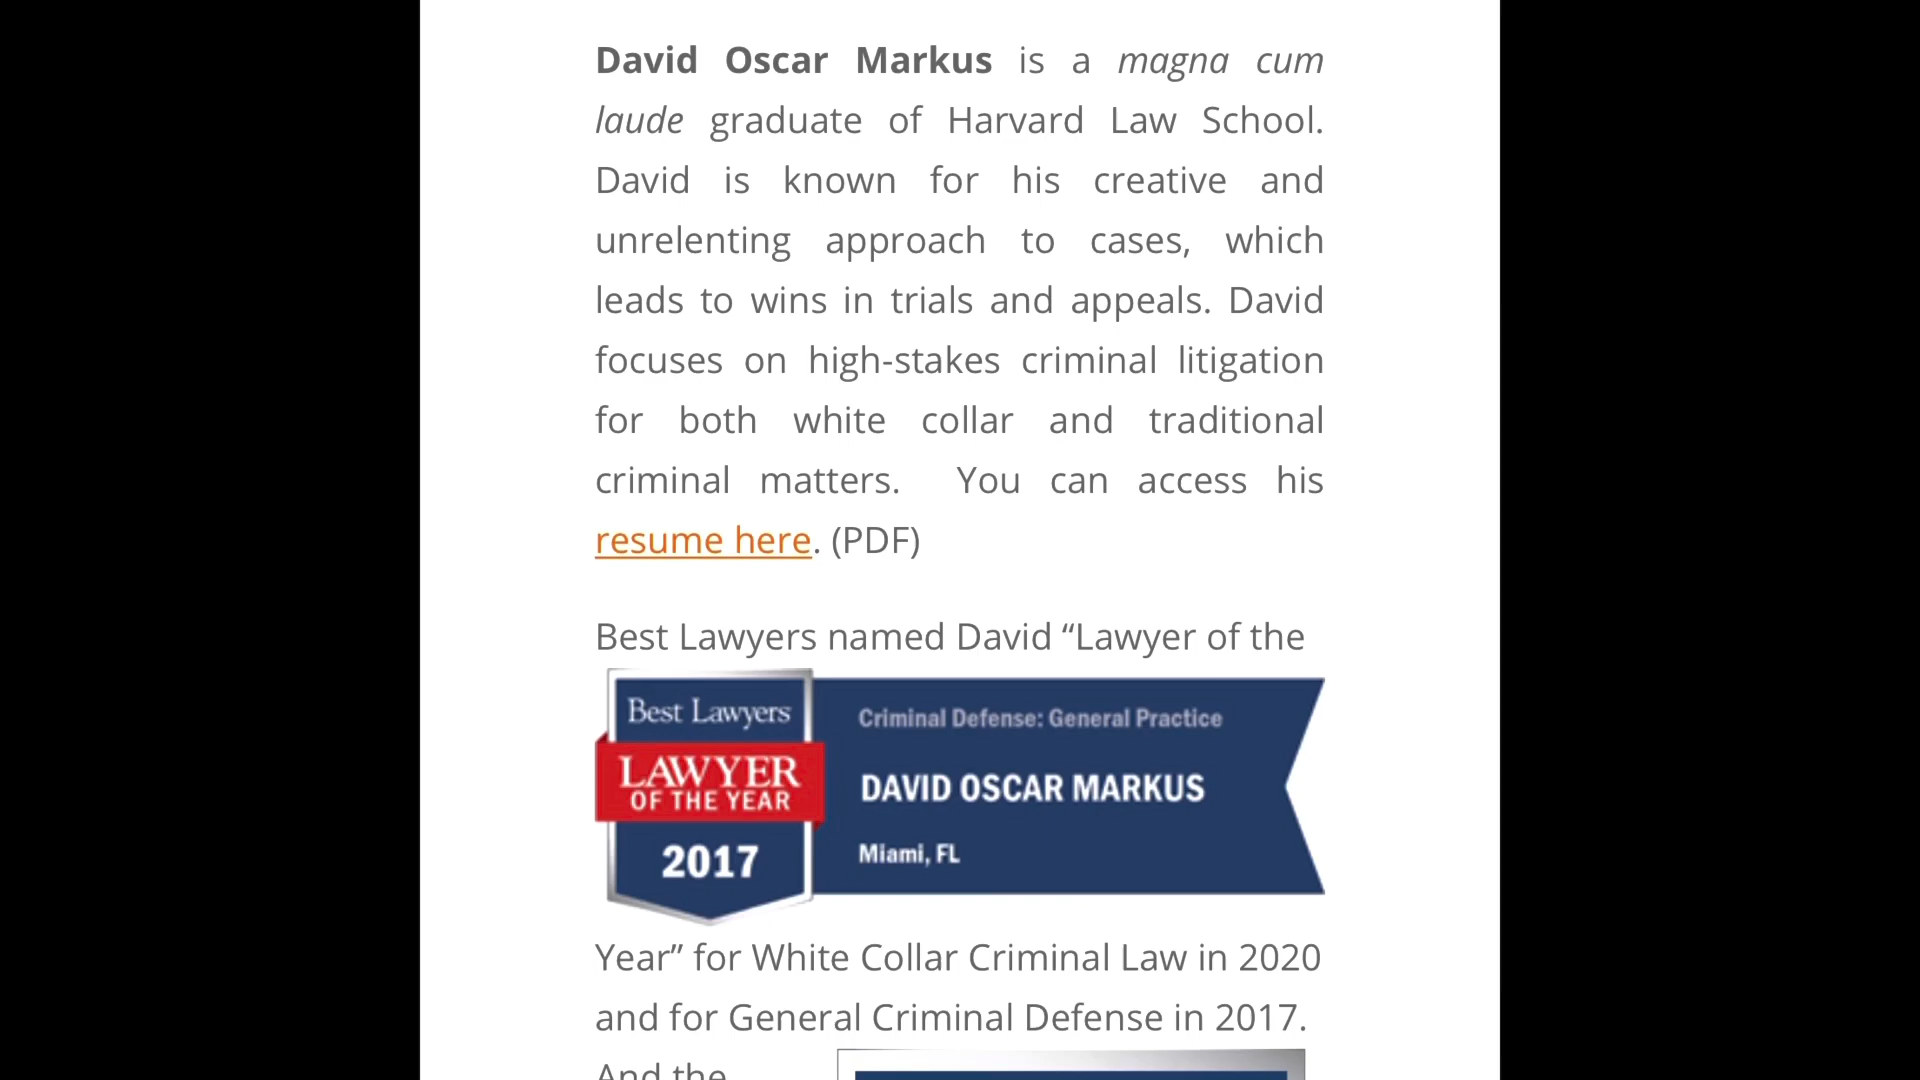 David Oscar Markus is a magna cum
laude graduate of Harvard Law School.
David is known for his creative and
unrelenting approach to cases, which
leads to wins in trials and appeals. David
focuses on high-stakes criminal litigation
for both white collar and traditional
criminal matters. You can access his
resume here. (PDF)
Best Lawyers named David “Lawyer of the
Best Lawyers
LAWYER
OF THE YEAR
2017
Criminal Defense: General Practice
DAVID OSCAR MARKUS
Miami, FL
Year” for White Collar Criminal Law in 2020
and for General Criminal Defense in 2017.
And the